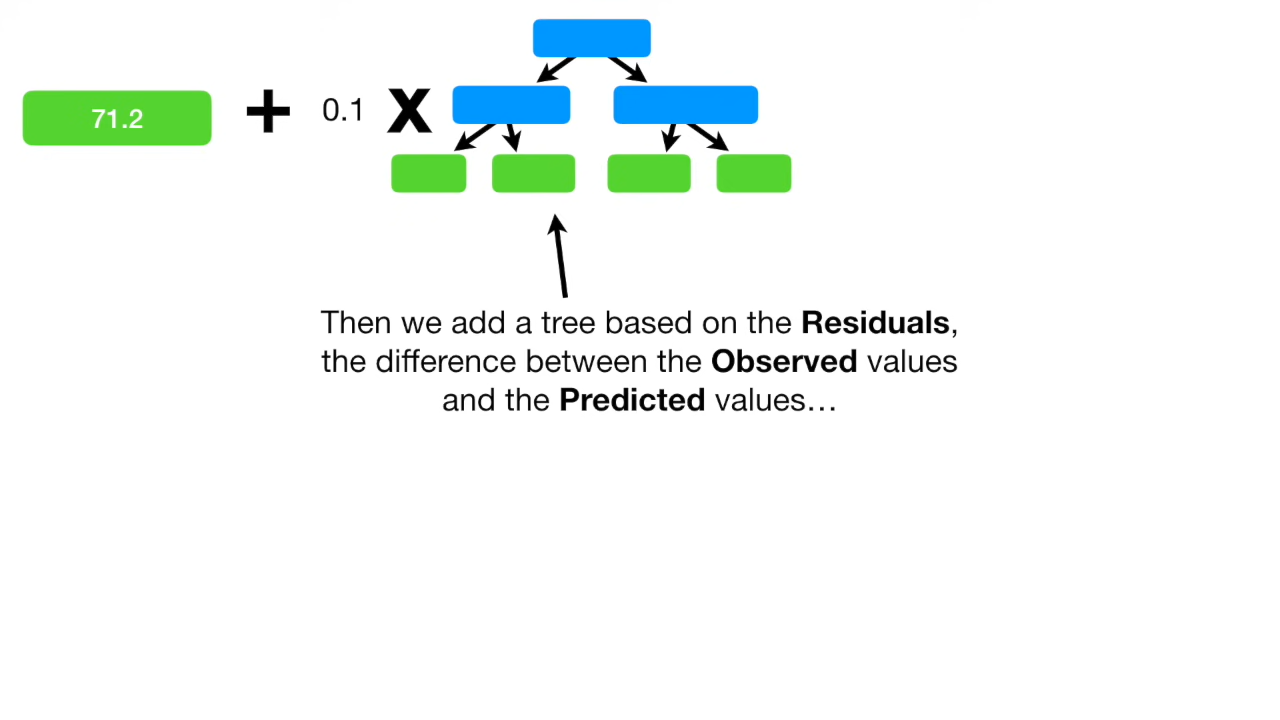 71.2 + 0.1 X
Then we add a tree based on the Residuals,
the difference between the Observed values
and the Predicted values…